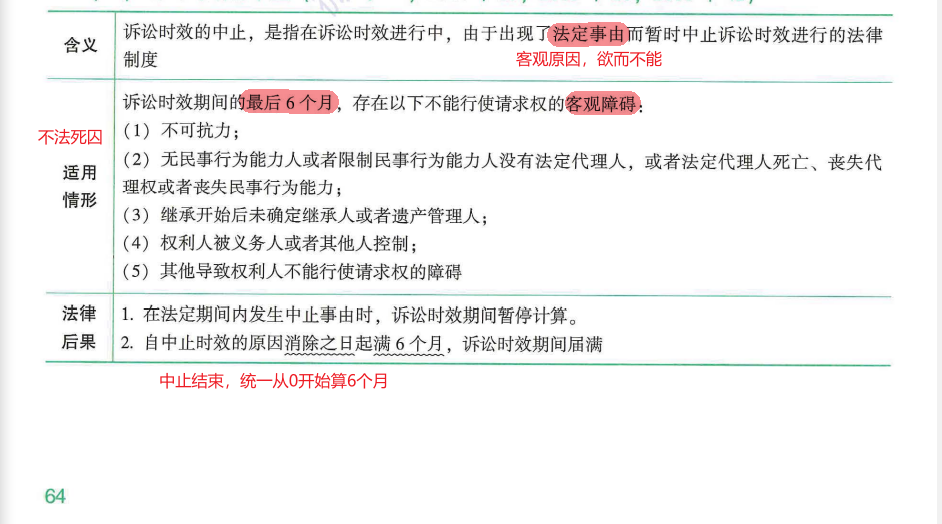 含义
诉讼时效的中止，是指在诉讼时效进行中，由于出现了法定事由而暂时中止诉讼时效进行的法律
制度
客观原因，欲而不能
诉讼时效期间的最后 6 个月，存在以下不能行使请求权的客观障碍：
不法死囚
适用
情形
（1）不可抗力；
（2）无民事行为能力人或者限制民事行为能力人没有法定代理人，或者法定代理人死亡、丧失代
理权或者丧失民事行为能力；
（3）继承开始后未确定继承人或者遗产管理人；
（4）权利人被义务人或者其他人控制；
（5）其他导致权利人不能行使请求权的障碍
法律
后果
1. 在法定期间内发生中止事由时，诉讼时效期间暂停计算。
2. 自中止时效的原因消除之日起满 6 个月，诉讼时效期间届满
中止结束，统一从0开始算6个月
64